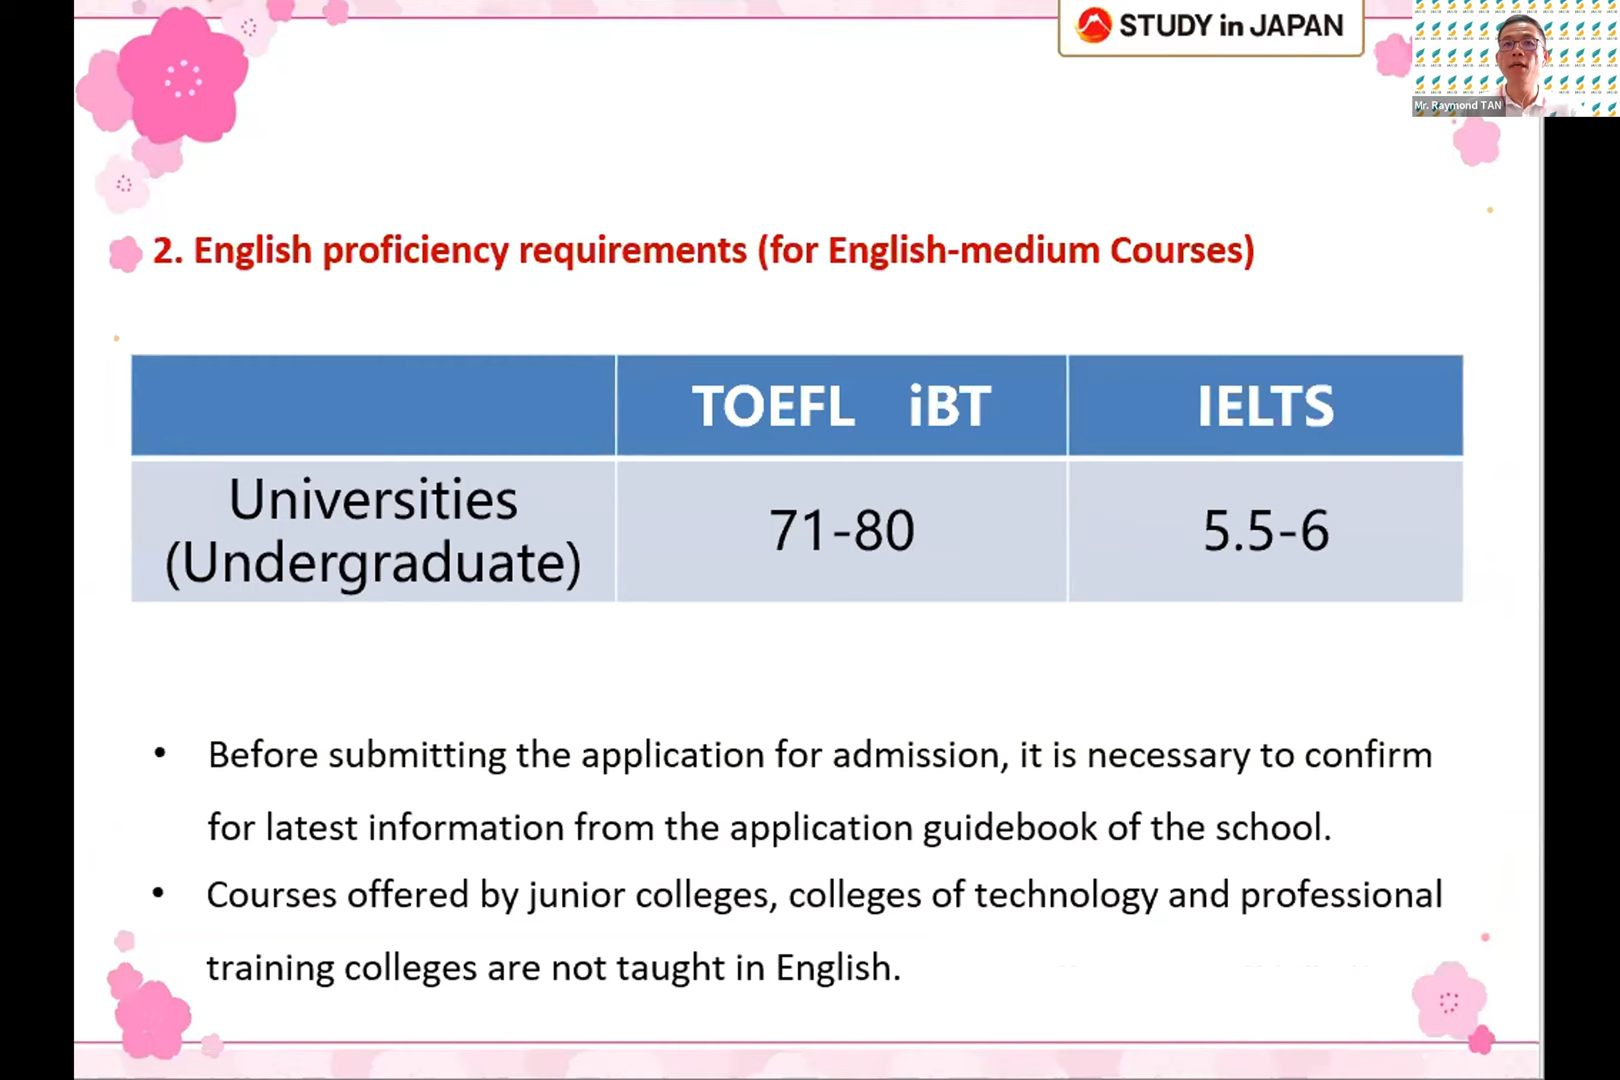 STUDY in JAPAN
Mr. Raymond TAN
2. English proficiency requirements (for English-medium Courses)
TOEFL iBT
IELTS
Universities
(Undergraduate)
71-80
5.5-6
• Before submitting the application for admission, it is necessary to confirm
for latest information from the application guidebook of the school.
• Courses offered by junior colleges, colleges of technology and professional
training colleges are not taught in English.